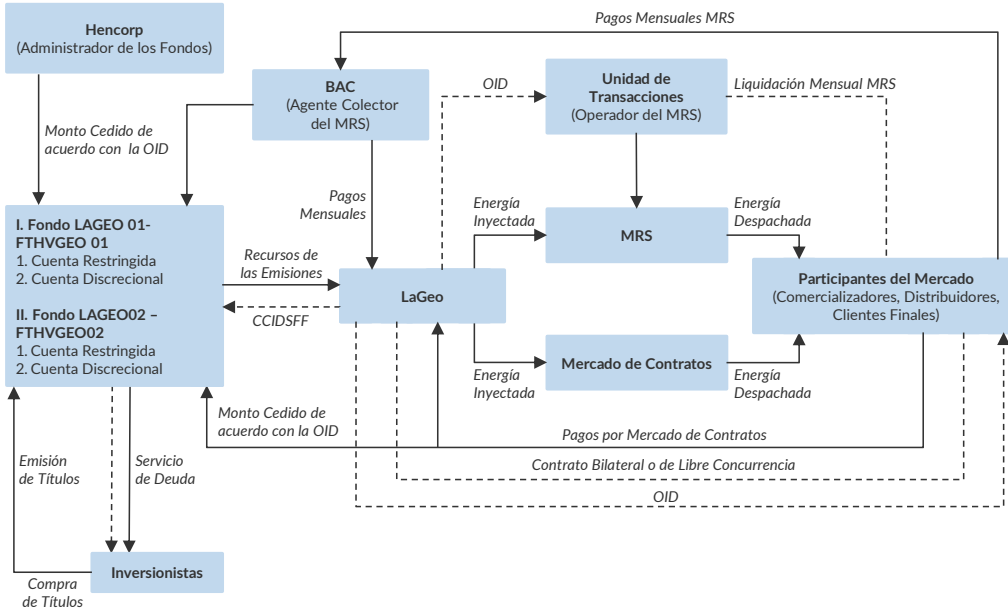 Pagos Mensuales MRS
Hencorp
(Administrador de los Fondos)
BAC
(Agente Colector
del MRS)
OID
Unidad de
Transacciones
(Operador del MRS)
Liquidación Mensual MRS
Monto Cedido de
acuerdo con la OID
Pagos
Mensuales
Energía
Inyectada
MRS
Energía
Despachada
I. Fondo LAGEO 01-
FTHVGEO 01
1. Cuenta Restringida
2. Cuenta Discrecional
II. Fondo LAGEO02 –
FTHVGEO02
1. Cuenta Restringida
2. Cuenta Discrecional
Recursos de
las Emisiones
CCIDSFF
LaGeo
Participantes del Mercado
(Comercializadores, Distribuidores,
Clientes Finales)
Energía
Inyectada
Mercado de Contratos
Energía
Despachada
Monto Cedido de
acuerdo con la OID
Pagos por Mercado de Contratos
Contrato Bilateral o de Libre Concurrencia
OID
Emisión
de Títulos
Servicio
de Deuda
Inversionistas
Compra
de Títulos